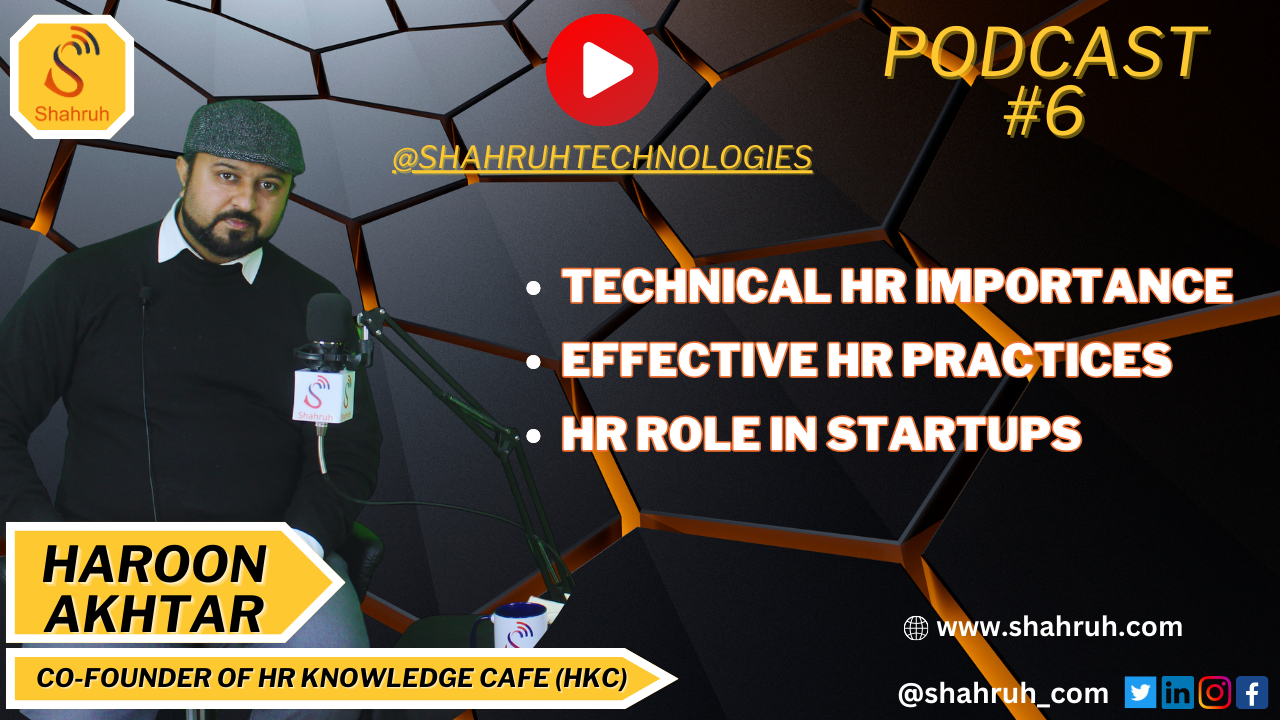 Shahruh
PODCAST
#6
@SHAHRUHTECHNOLOGIES
TECHNICAL HR IMPORTANCE
EFFECTIVE HR PRACTICES
HR ROLE IN STARTUPS
Shahruh
HAROON
AKHTAR
CO-FOUNDER OF HR KNOWLEDGE CAFE (HKC)
www.shahruh.com
@shahruh_com